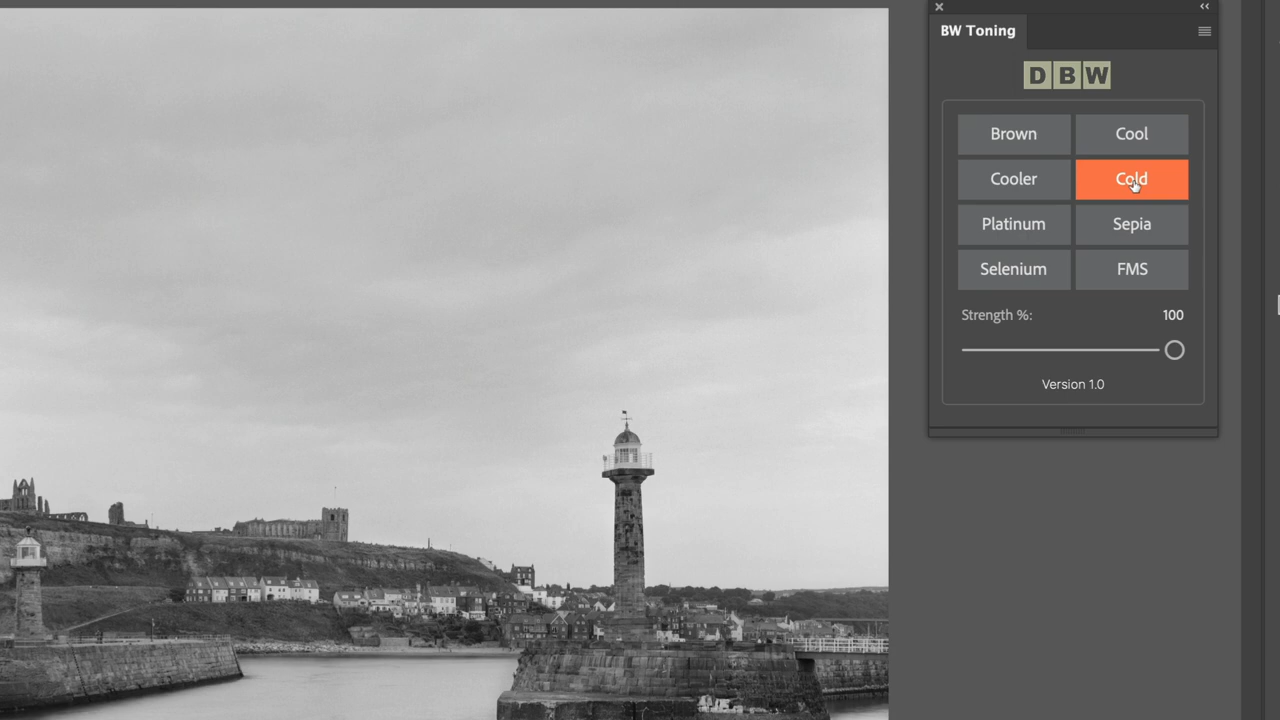 BW Toning
DBW
Brown Cool
Cooler Cold
Platinum Sepia
Selenium FMS
Strength %: 100
Version 1.0